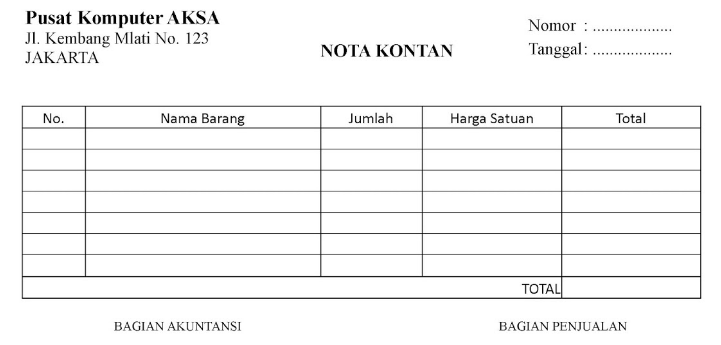 Pusat Komputer AKSA
Jl. Kembang Mlati No. 123
JAKARTA
NOTA KONTAN
Nomor : ...................
Tanggal: ...................
No. Nama Barang Jumlah Harga Satuan Total
TOTAL
BAGIAN AKUNTANSI BAGIAN PENJUALAN